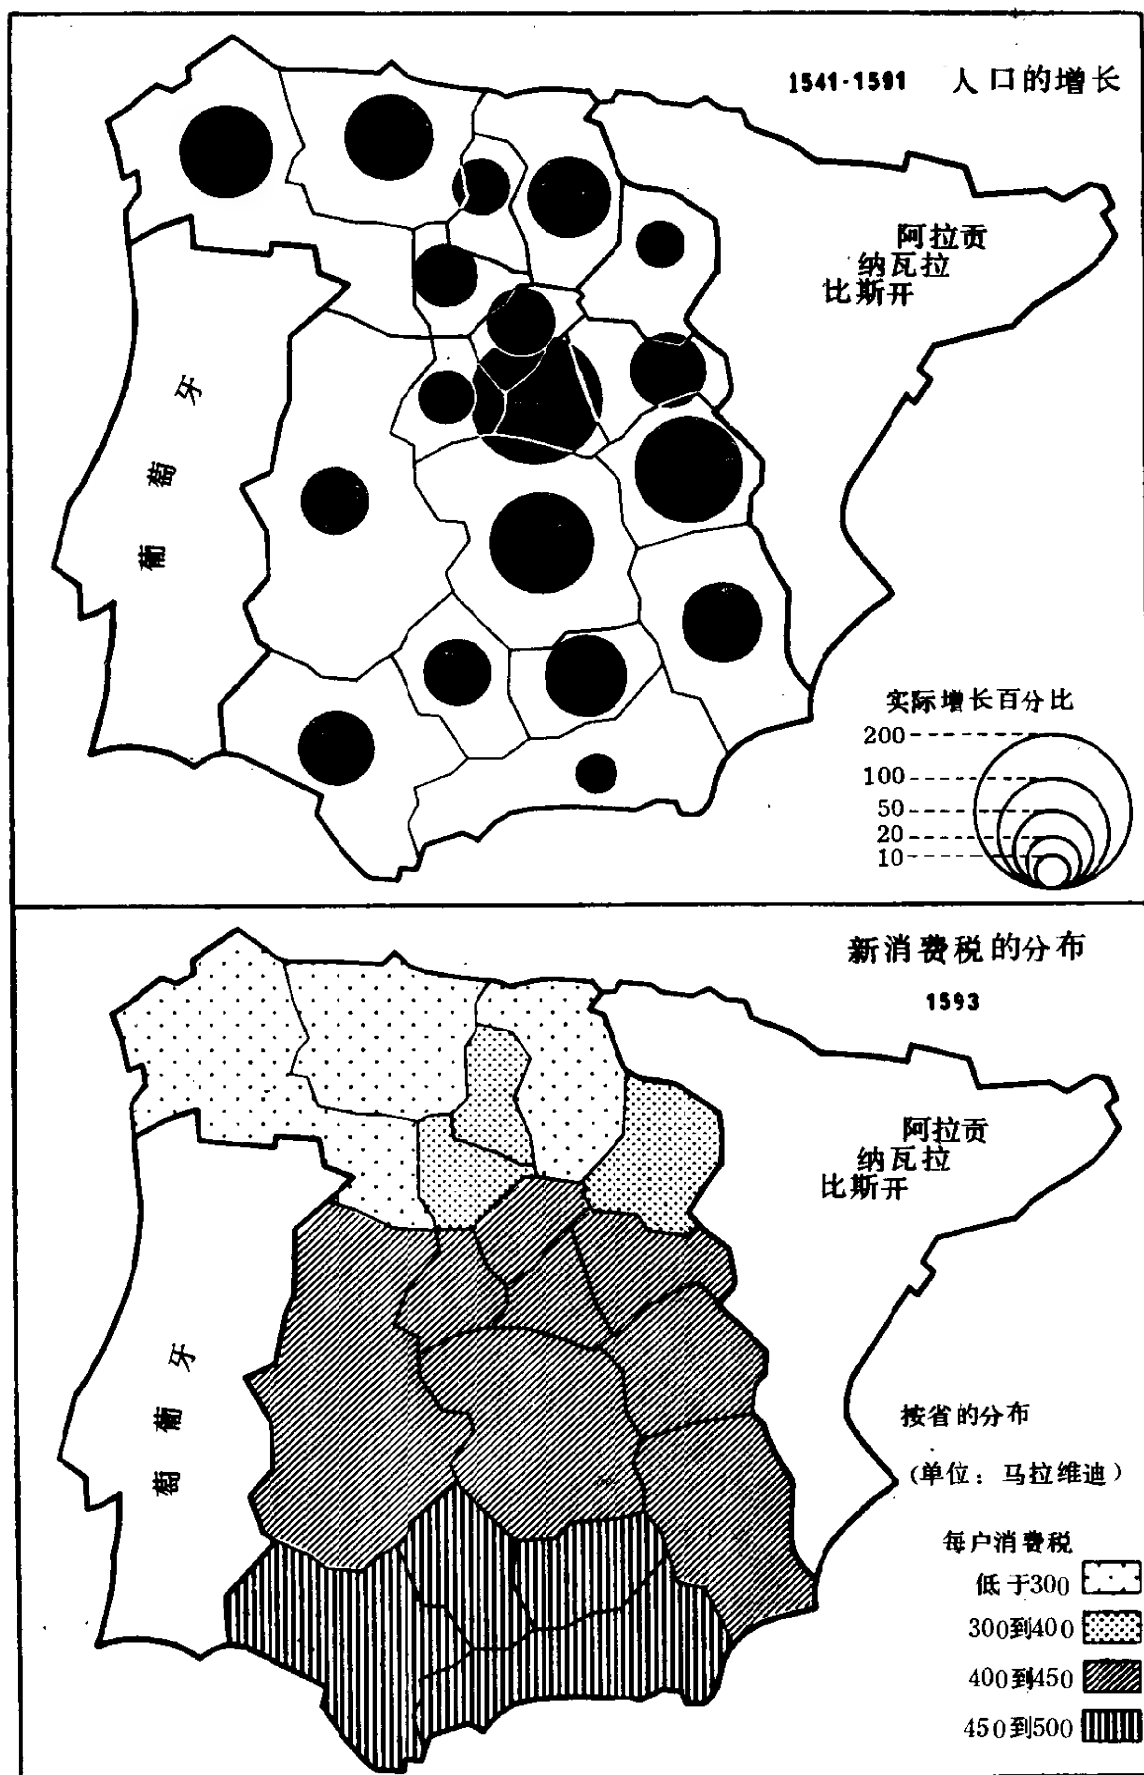 1541-1591 人口的增长
阿拉贡
纳瓦拉
比斯开
葡萄牙
实际增长百分比
200
100
50
20
10
新消费税的分布
1593
阿拉贡
纳瓦拉
比斯开
葡萄牙
按省的分布
(单位：马拉维迪)
每户消费税
低于300
300到400
400到450
450到500